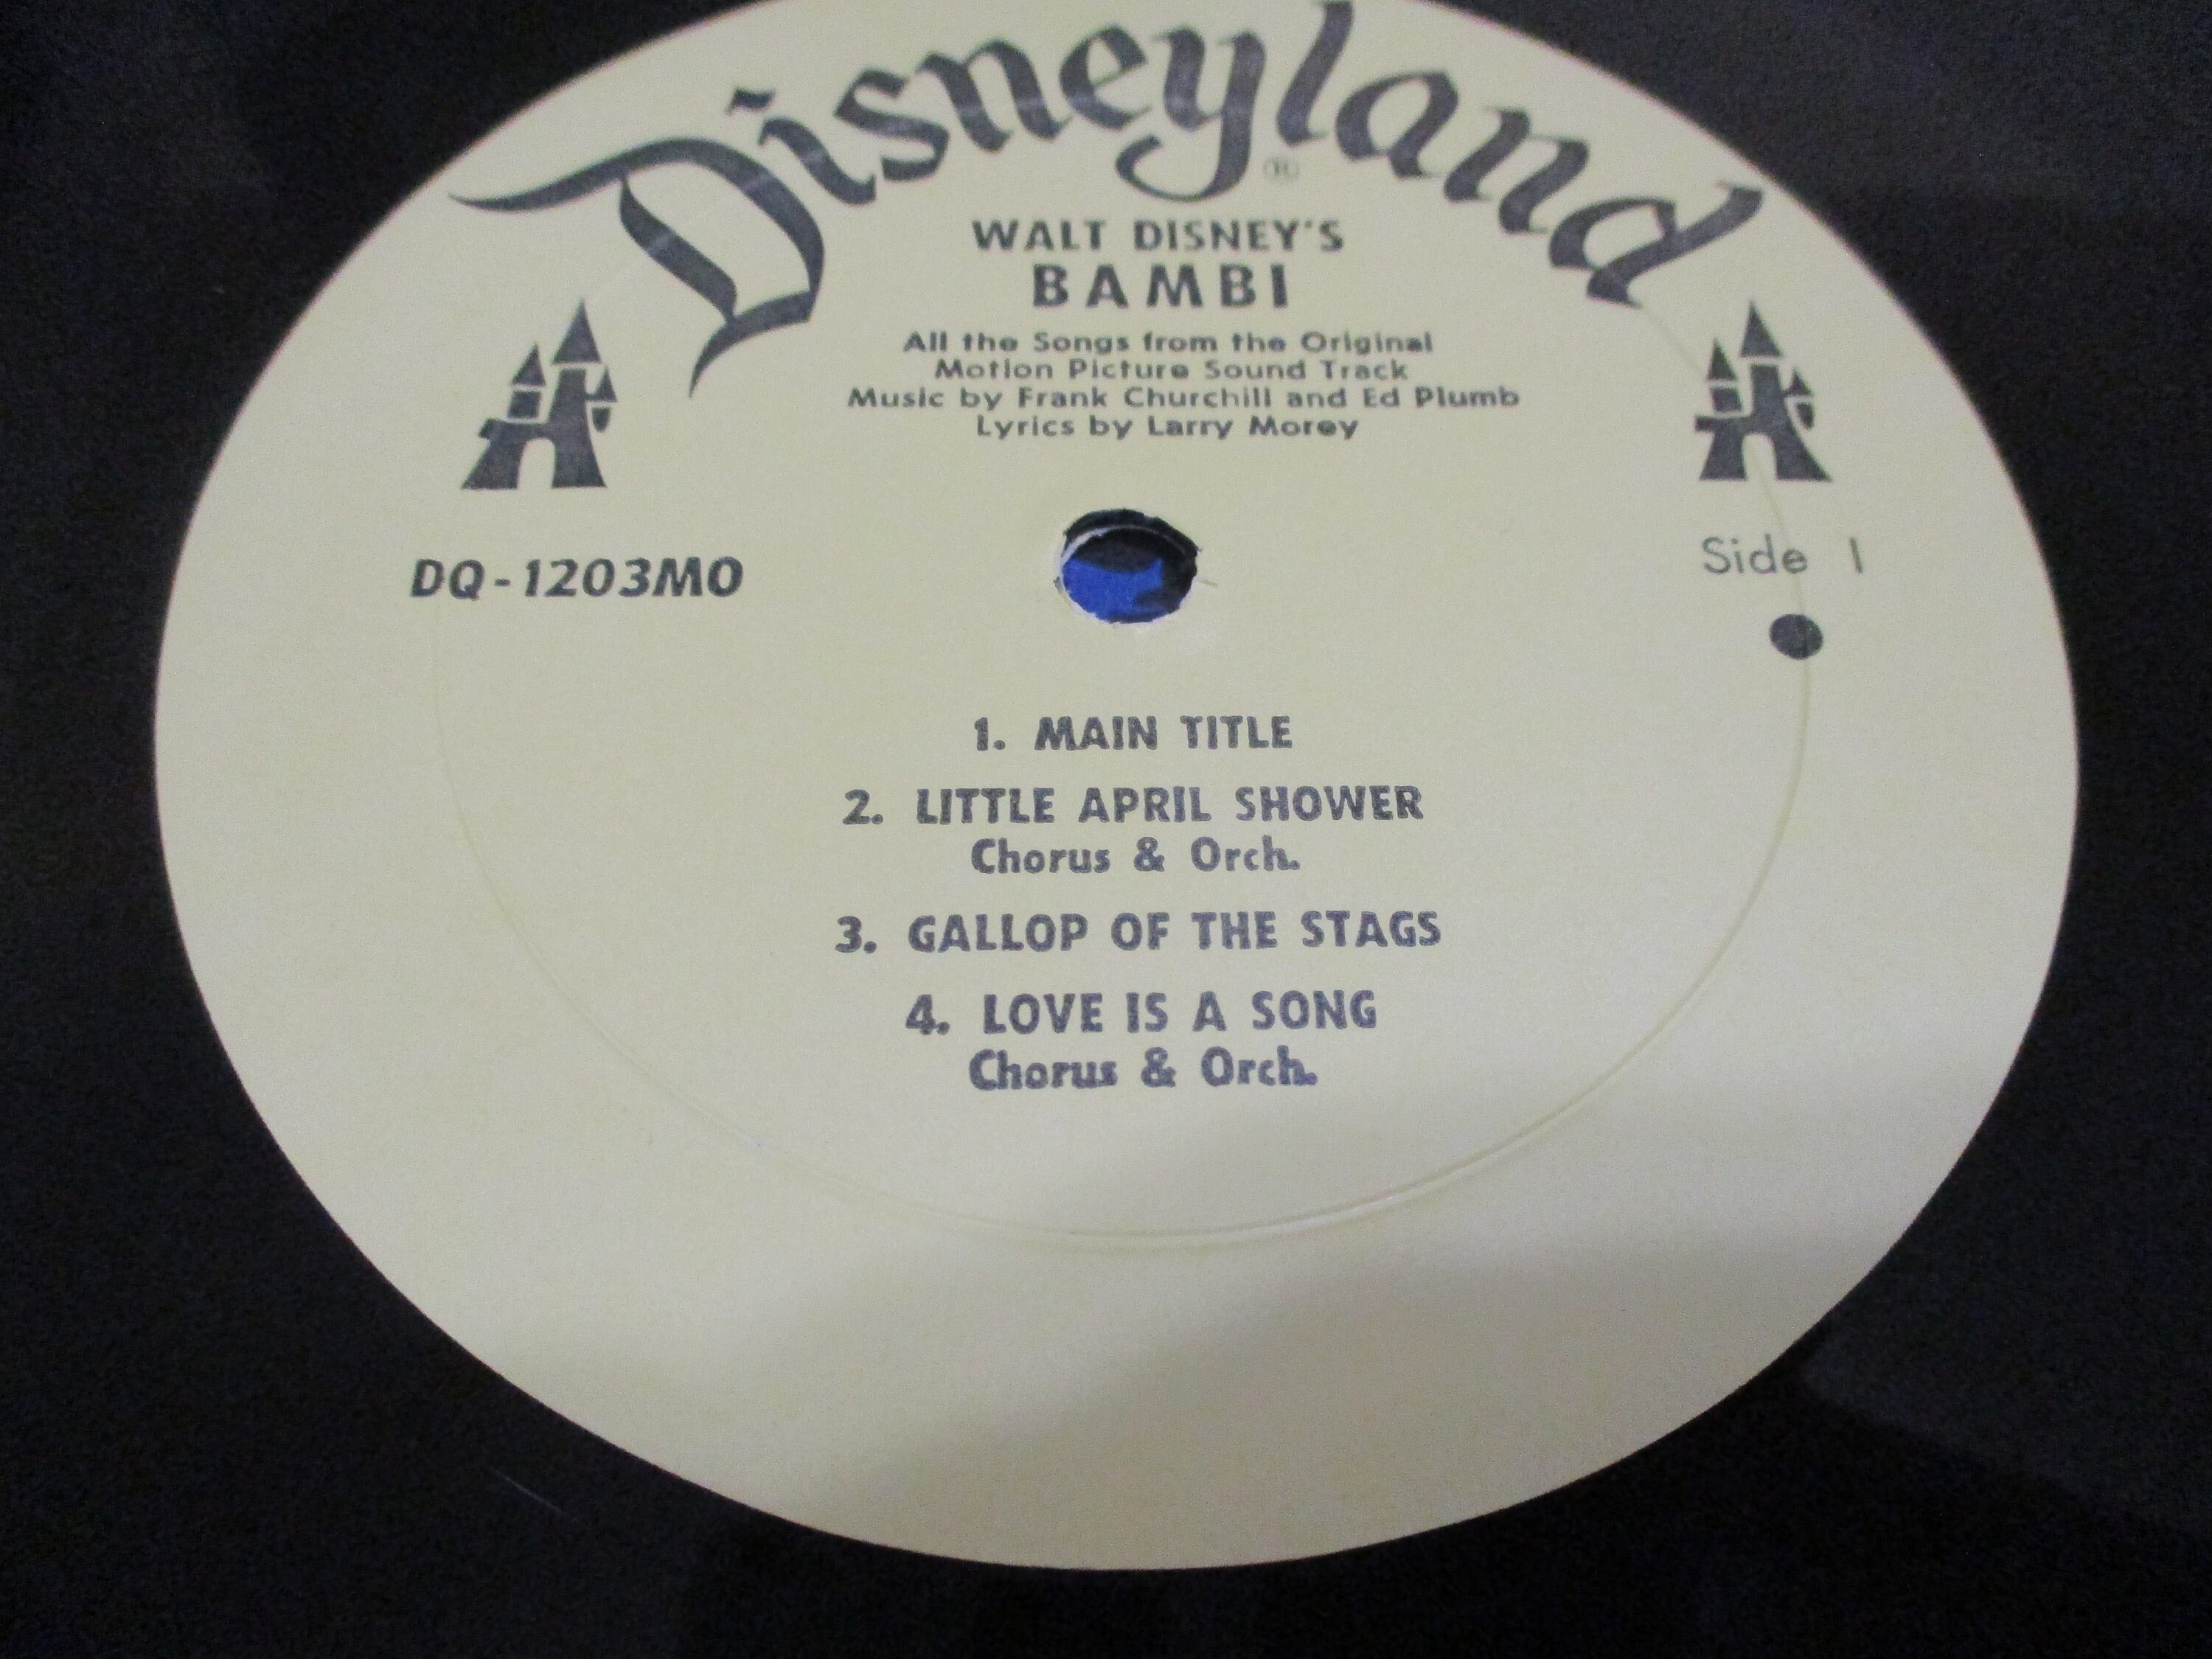 Disneyland
®
WALT DISNEY'S
BAMBI
All the Songs from the Original
Motion Picture Sound Track
Music by Frank Churchill and Ed Plumb
Lyrics by Larry Morey
DQ-1203MO
Side 1
1. MAIN TITLE
2. LITTLE APRIL SHOWER
Chorus & Orch.
3. GALLOP OF THE STAGS
4. LOVE IS A SONG
Chorus & Orch.